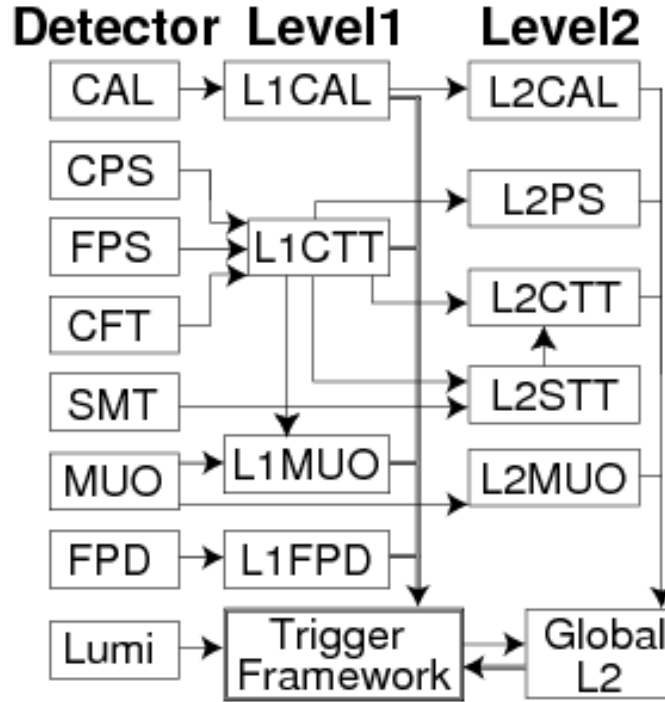 Detector Level1 Level2
CAL L1CAL L2CAL
CPS
L2PS
FPS L1CTT
CFT L2CTT
SMT L2STT
MUO L1MUO L2MUO
FPD L1FPD
Lumi
Trigger
Framework
Global
L2